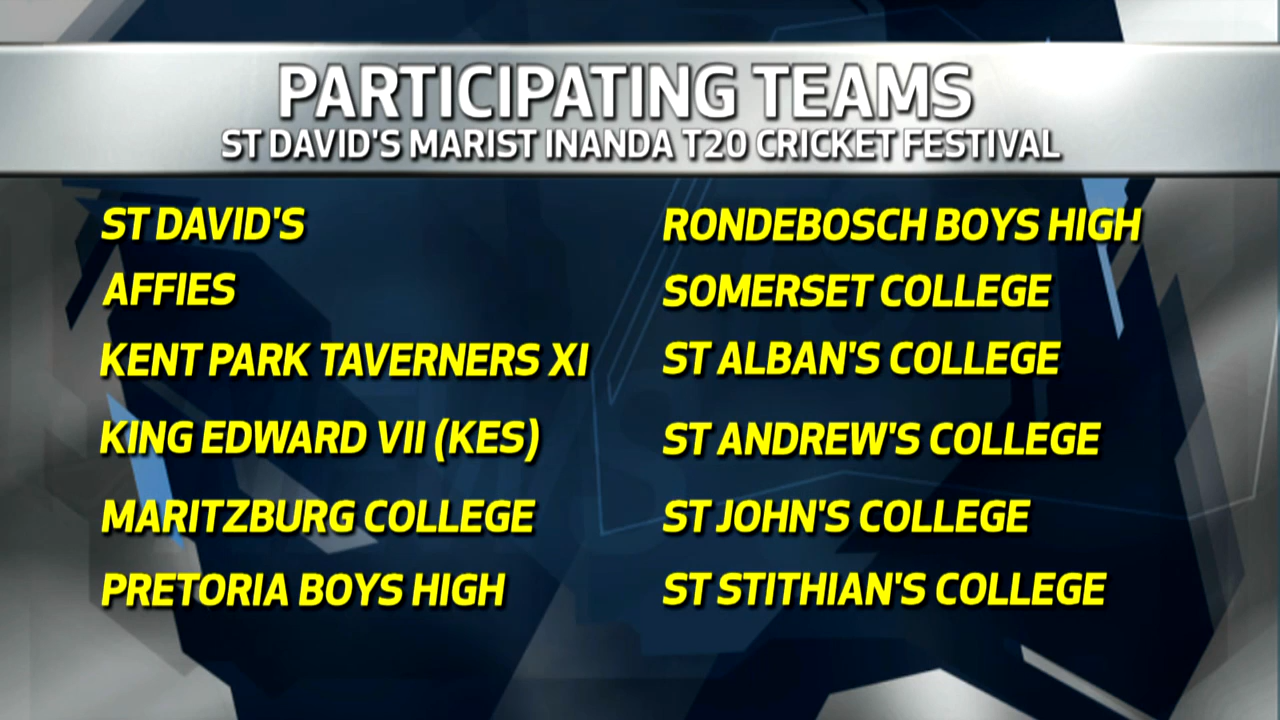 PARTICIPATING TEAMS
ST DAVID'S MARIST INANDA T20 CRICKET FESTIVAL
ST DAVID'S
AFFIES
KENT PARK TAVERNERS XI
KING EDWARD VII (KES)
MARITZBURG COLLEGE
PRETORIA BOYS HIGH
RONDEBOSCH BOYS HIGH
SOMERSET COLLEGE
ST ALBAN'S COLLEGE
ST ANDREW'S COLLEGE
ST JOHN'S COLLEGE
ST STITHIAN'S COLLEGE